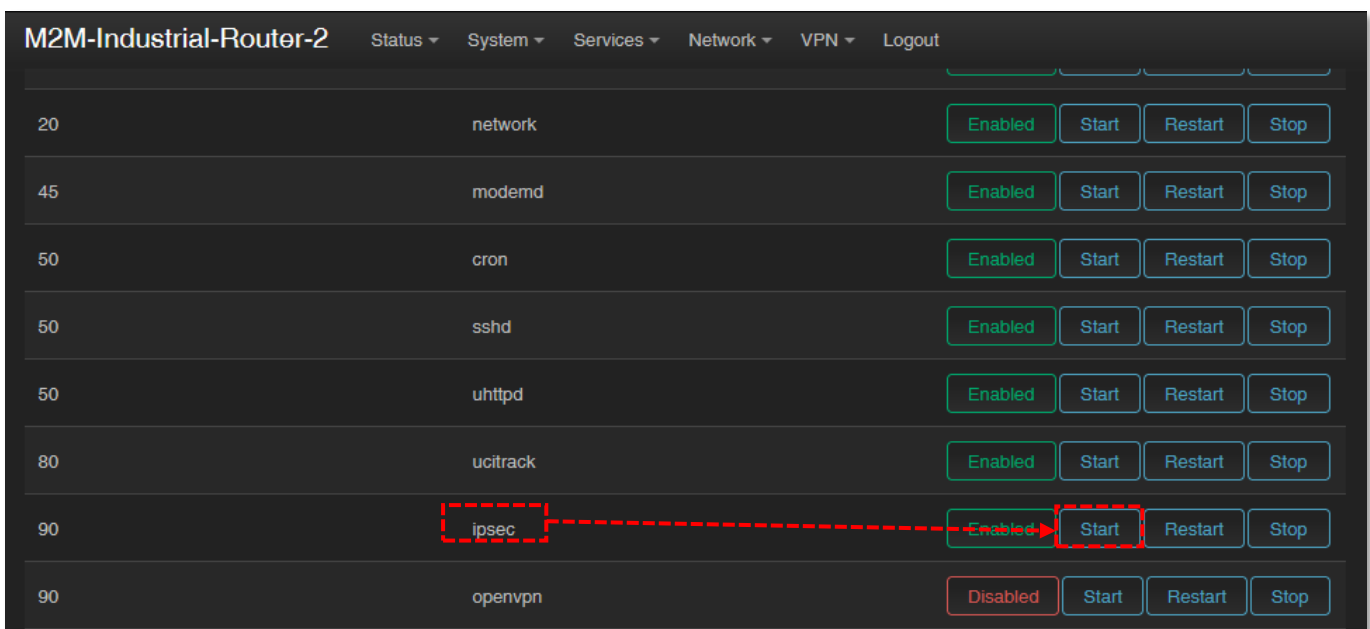 M2M-Industrial-Router-2 Status System Services Network VPN Logout
20 network Enabled Start Restart Stop
45 modemd Enabled Start Restart Stop
50 cron Enabled Start Restart Stop
50 sshd Enabled Start Restart Stop
50 uhttpd Enabled Start Restart Stop
80 ucitrack Enabled Start Restart Stop
90 ipsec Enabled Start Restart Stop
90 openvpn Disabled Start Restart Stop